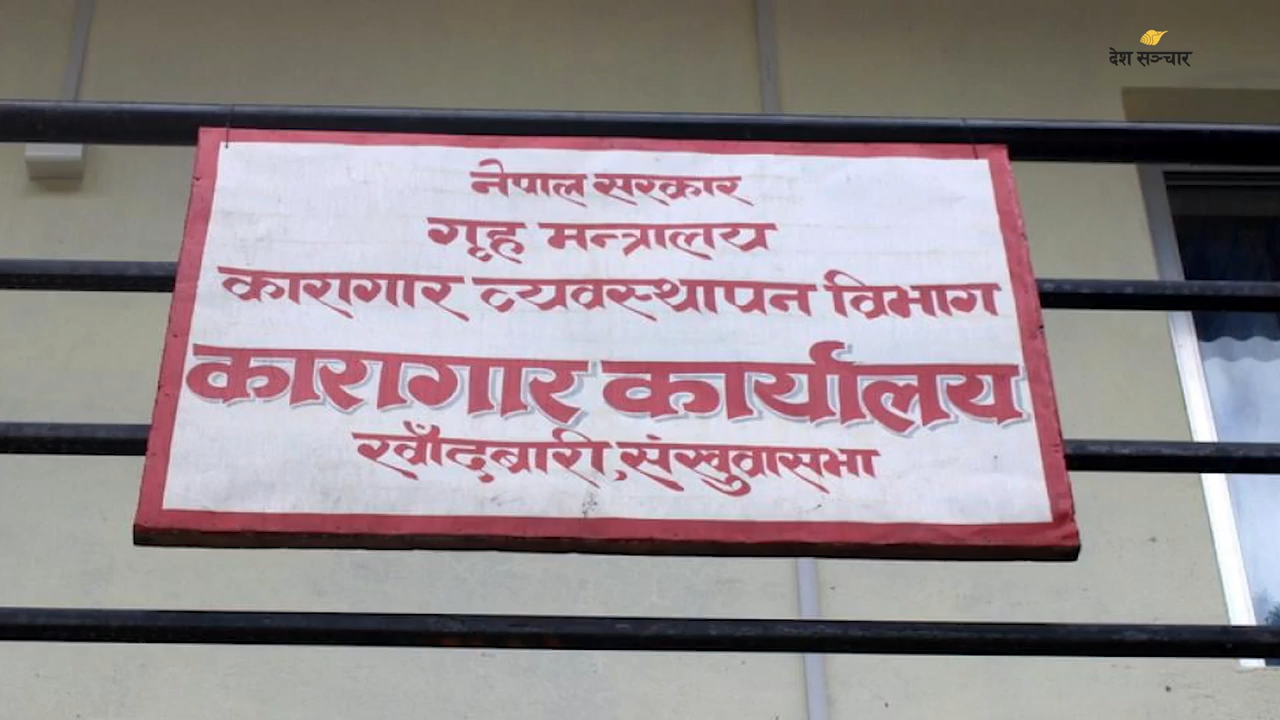 देश सञ्चार
नेपाल सरकार
गृह मन्त्रालय
कारागार व्यवस्थापन विभाग
कारागार कार्यालय
खाँदबारी, संखुवासभा